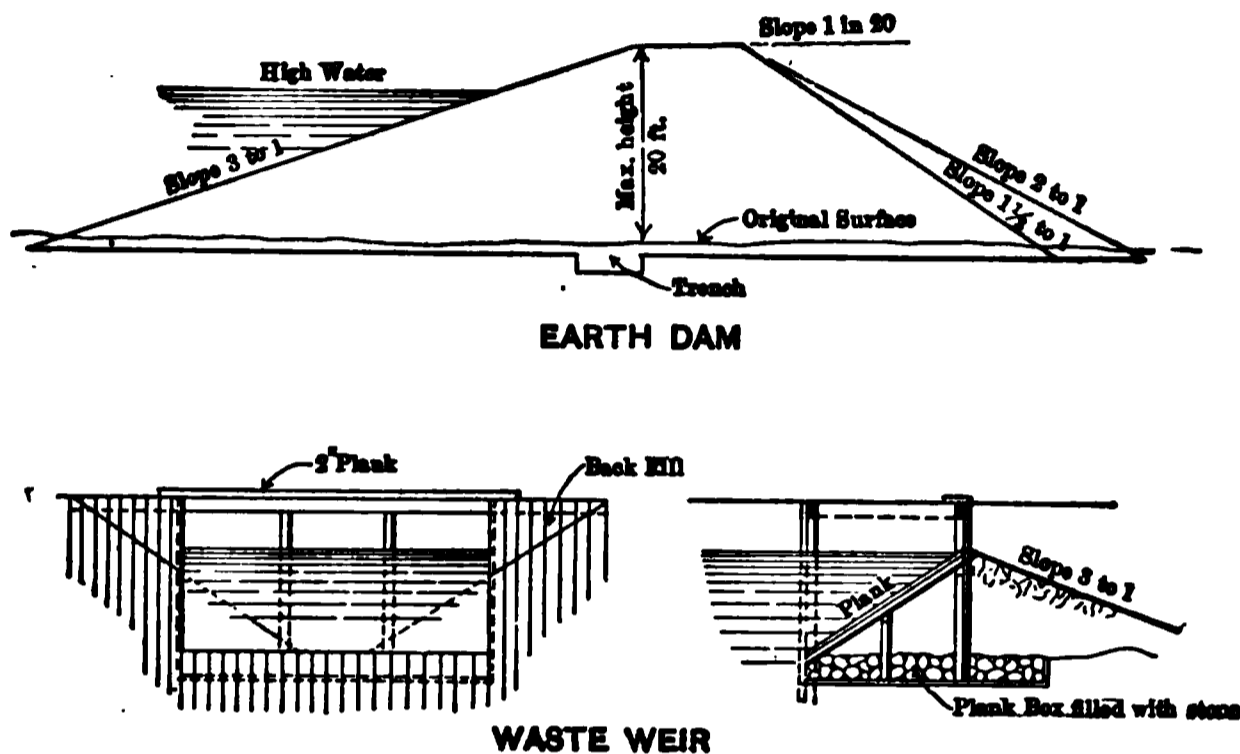 Slope 1 in 20
High Water
Slope 3 to 1
Max. height
20 ft.
Slope 2 to 1
Slope 1½ to 1
Original Surface
Trench
EARTH DAM
2" Plank
Back Fill
Plank
Slope 3 to 1
Plank Box filled with stone
WASTE WEIR